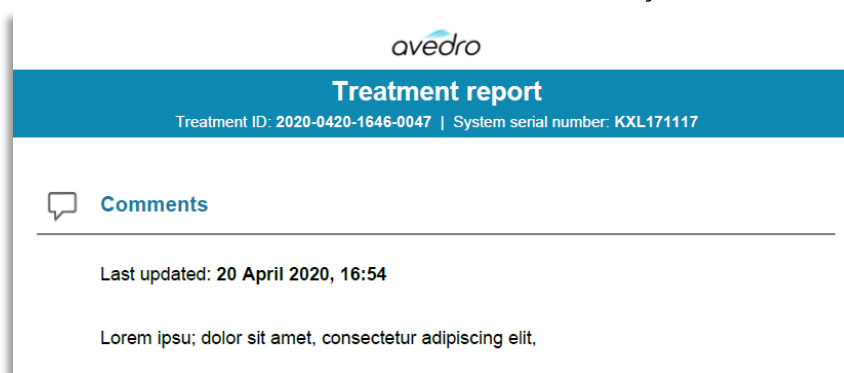 avedro
Treatment report
Treatment ID: 2020-0420-1646-0047 | System serial number: KXL171117
Comments
Last updated: 20 April 2020, 16:54
Lorem ipsu; dolor sit amet, consectetur adipiscing elit,